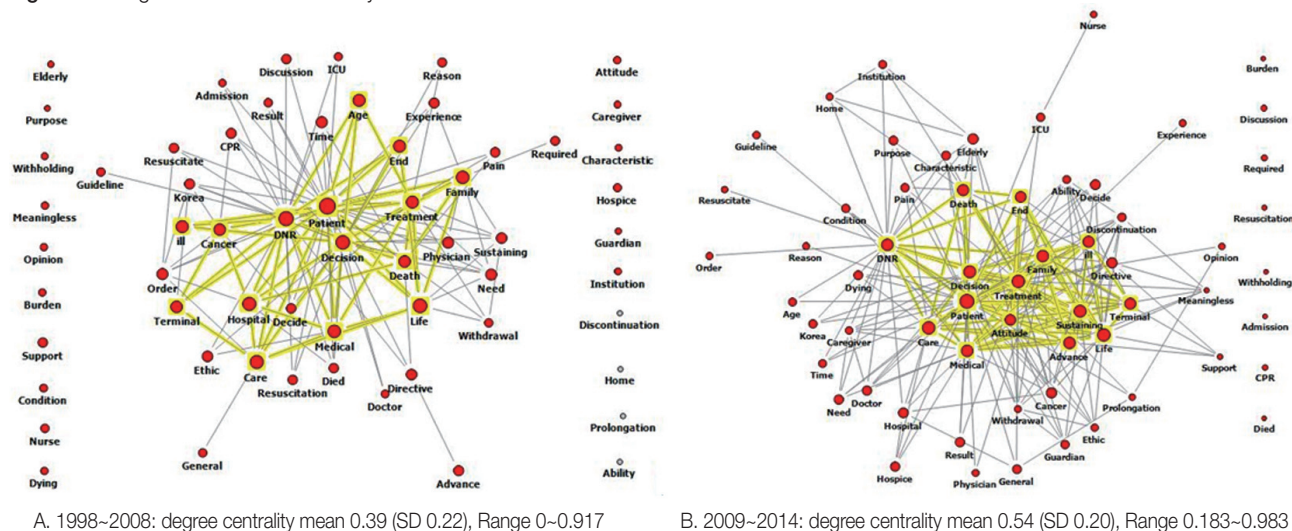 Elderly
Purpose
Withholding
Meaningless
Opinion
Burden
Support
Condition
Nurse
Dying
Discussion
ICU
Reason
Admission
Result
Age
Experience
Time
CPR
End
Required
Resuscitate
Pain
Guideline
Korea
Family
Patient
Treatment
ill
Cancer
DNR
Decision
Physician
Sustaining
Order
Death
Need
Terminal
Hospital
Decide
Life
Medical
Withdrawal
Ethic
Care
Resuscitation
Died
Directive
Doctor
General
Advance
Attitude
Caregiver
Characteristic
Hospice
Guardian
Institution
Discontinuation
Home
Prolongation
Ability
A. 1998~2008: degree centrality mean 0.39 (SD 0.22), Range 0~0.917
Nurse
Institution
Home
ICU
Experience
Guideline
Purpose
Elderly
Characteristic
Resuscitate
Pain
Death
End
Ability
Decide
Condition
Discontinuation
Order
Reason
DNR
Family
ill
Directive
Opinion
Dying
Decision
Treatment
Meaningless
Age
Patient
Sustaining
Terminal
Korea
Caregiver
Care
Attitude
Advance
Life
Time
Medical
Support
Need
Doctor
Cancer
Prolongation
Hospital
Withdrawal
Ethic
Result
Guardian
Hospice
Physician
General
Burden
Discussion
Required
Resuscitation
Withholding
Admission
CPR
Died
B. 2009~2014: degree centrality mean 0.54 (SD 0.20), Range 0.183~0.983